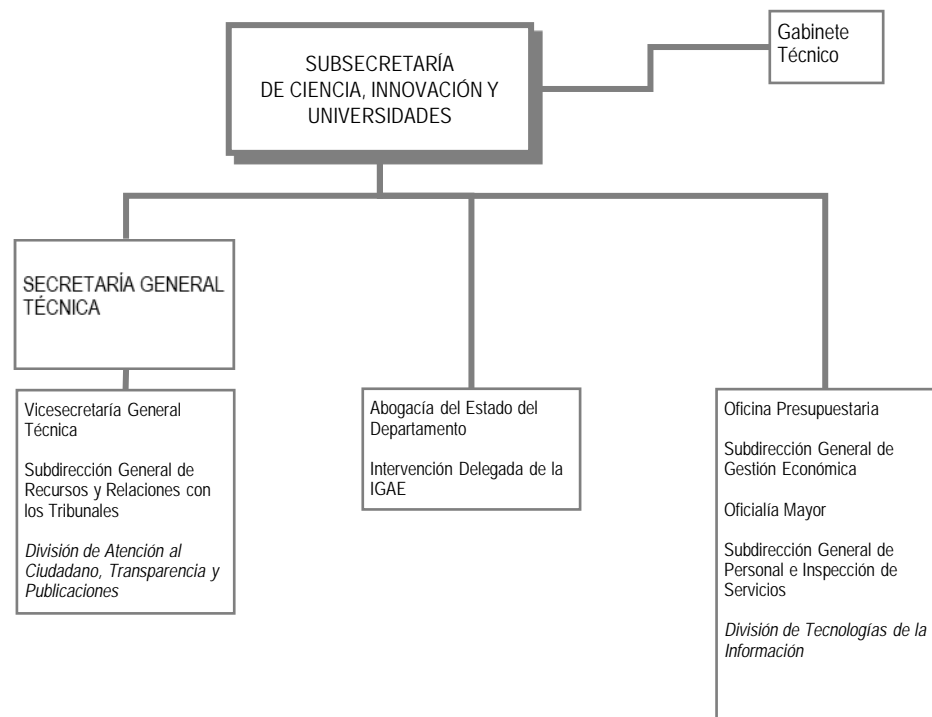 SUBSECRETARÍA
DE CIENCIA, INNOVACIÓN Y
UNIVERSIDADES
Gabinete
Técnico
SECRETARÍA GENERAL
TÉCNICA
Vicesecretaría General
Técnica
Subdirección General de
Recursos y Relaciones con
los Tribunales
División de Atención al
Ciudadano, Transparencia y
Publicaciones
Abogacía del Estado del
Departamento
Intervención Delegada de la
IGAE
Oficina Presupuestaria
Subdirección General de
Gestión Económica
Oficialía Mayor
Subdirección General de
Personal e Inspección de
Servicios
División de Tecnologías de la
Información